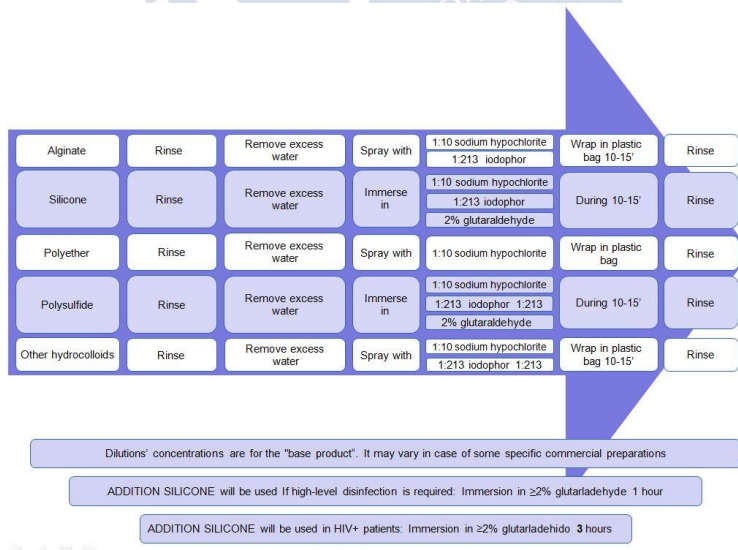 Alginate
Rinse
Remove excess
water
Spray with
1:10 sodium hypochlorite
1:213 iodophor
Wrap in plastic
bag 10-15'
Rinse
Silicone
Rinse
Remove excess
water
Immerse
in
1:10 sodium hypochlorite
1:213 iodophor
2% glutaraldehyde
During 10-15'
Rinse
Polyether
Rinse
Remove excess
water
Spray with
1:10 sodium hypochlorite
Wrap in plastic
bag
Rinse
Polysulfide
Rinse
Remove excess
water
Immerse
in
1:10 sodium hypochlorite
1:213 iodophor 1:213
2% glutaraldehyde
During 10-15'
Rinse
Other hydrocolloids
Rinse
Remove excess
water
Spray with
1:10 sodium hypochlorite
1:213 iodophor 1:213
Wrap in plastic
bag 10-15'
Rinse
Dilutions' concentrations are for the "base product". It may vary in case of some specific commercial preparations
ADDITION SILICONE will be used If high-level disinfection is required: Immersion in ≥2% glutarladehyde 1 hour
ADDITION SILICONE will be used in HIV+ patients: Immersion in ≥2% glutarladehido 3 hours